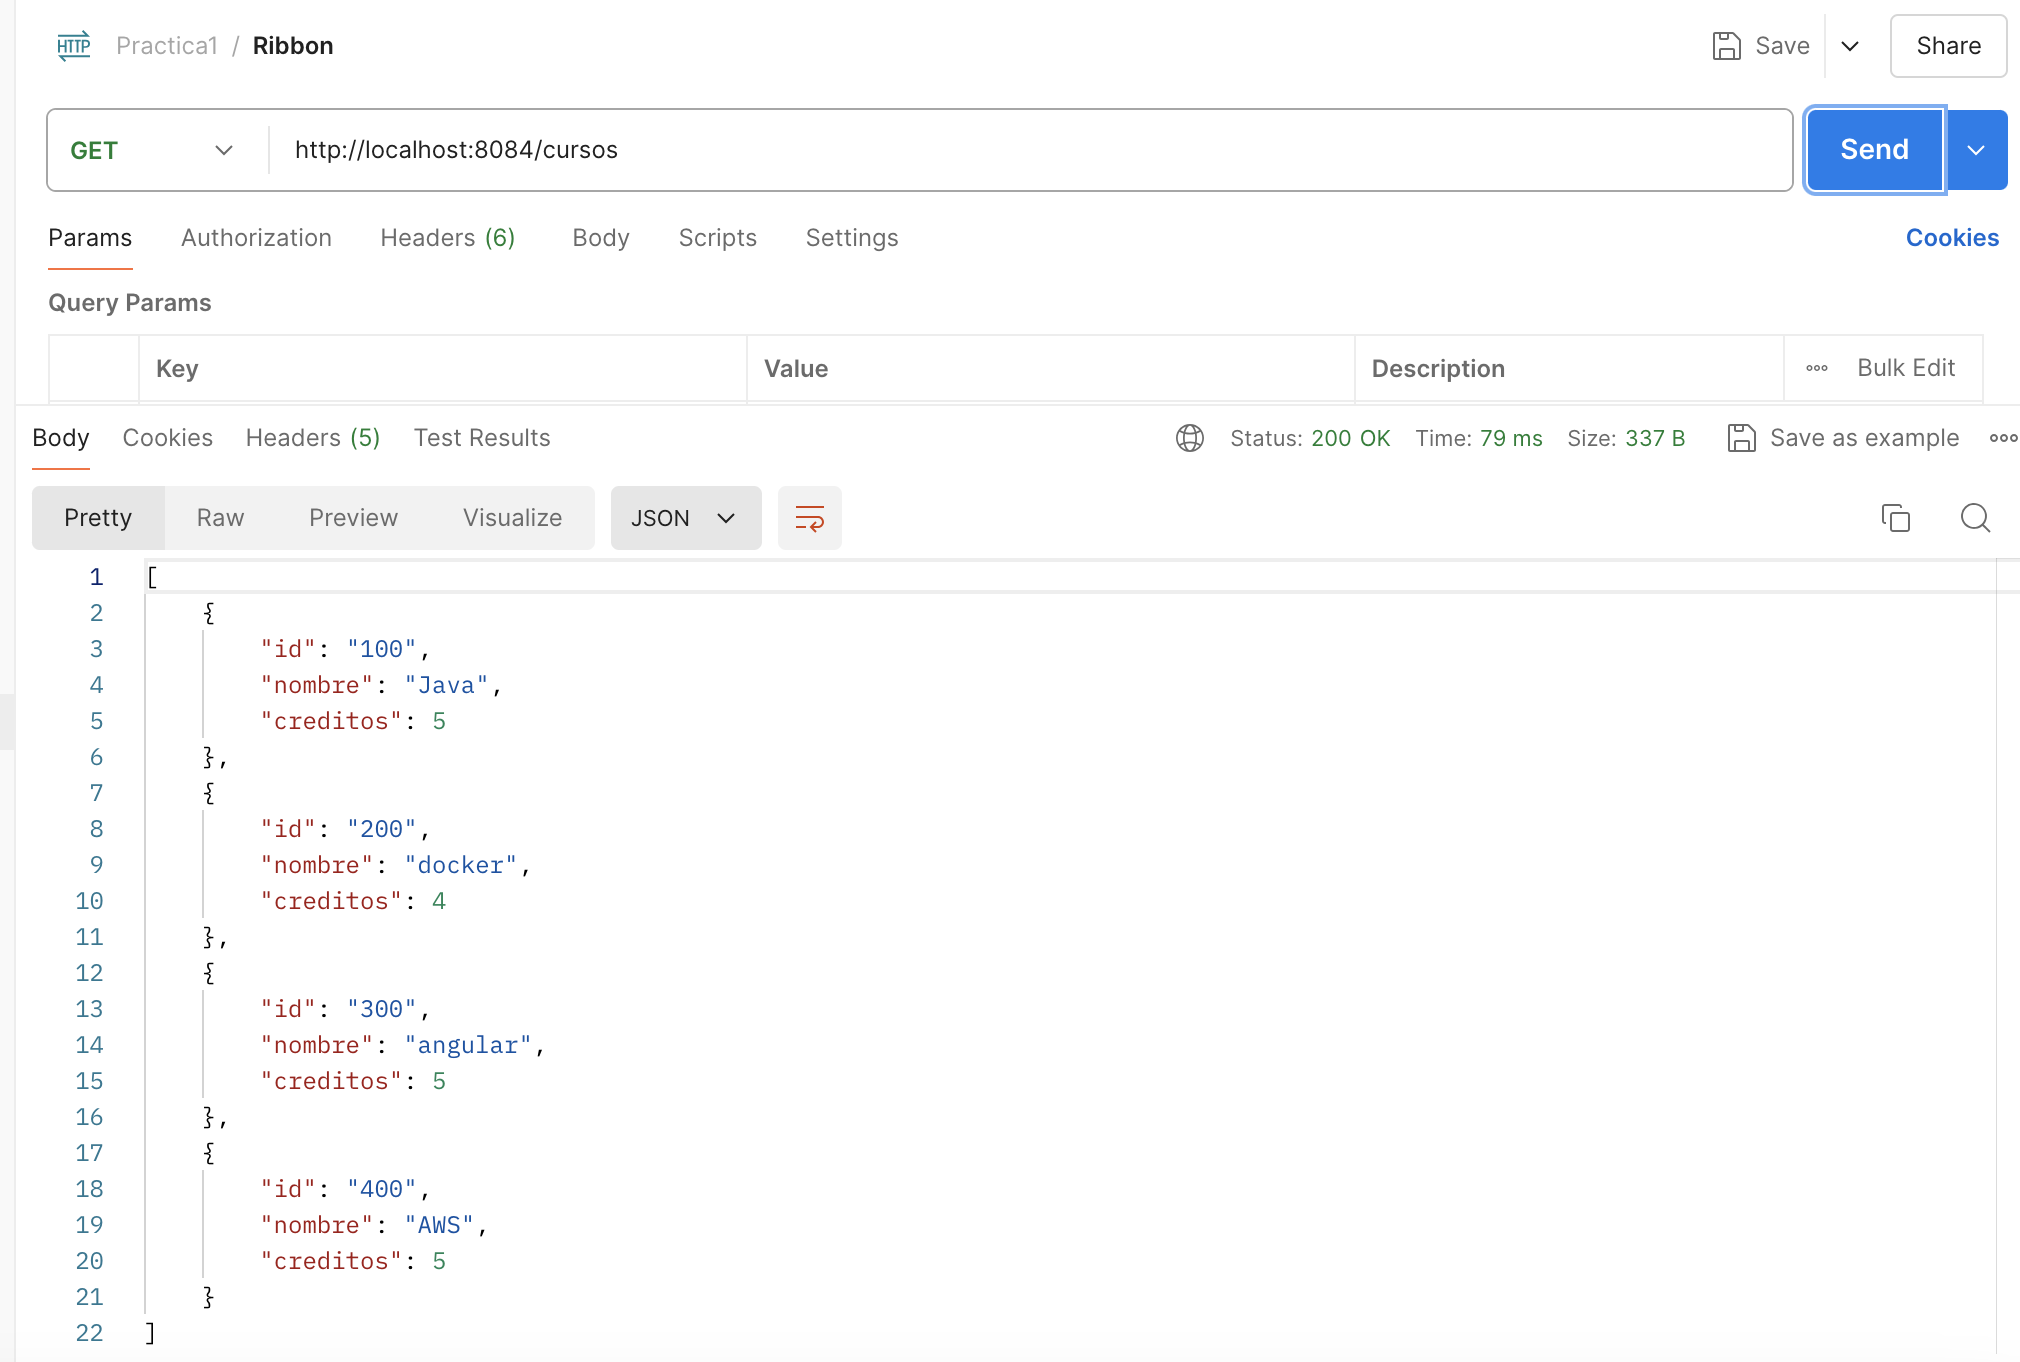 HTTP Practica1 / Ribbon Save Share
GET http://localhost:8084/cursos Send
Params Authorization Headers (6) Body Scripts Settings Cookies
Query Params
Key Value Description Bulk Edit
Body Cookies Headers (5) Test Results Status: 200 OK Time: 79 ms Size: 337 B Save as example
Pretty Raw Preview Visualize JSON
1 [
2 {
3 "id": "100",
4 "nombre": "Java",
5 "creditos": 5
6 },
7 {
8 "id": "200",
9 "nombre": "docker",
10 "creditos": 4
11 },
12 {
13 "id": "300",
14 "nombre": "angular",
15 "creditos": 5
16 },
17 {
18 "id": "400",
19 "nombre": "AWS",
20 "creditos": 5
21 }
22 ]